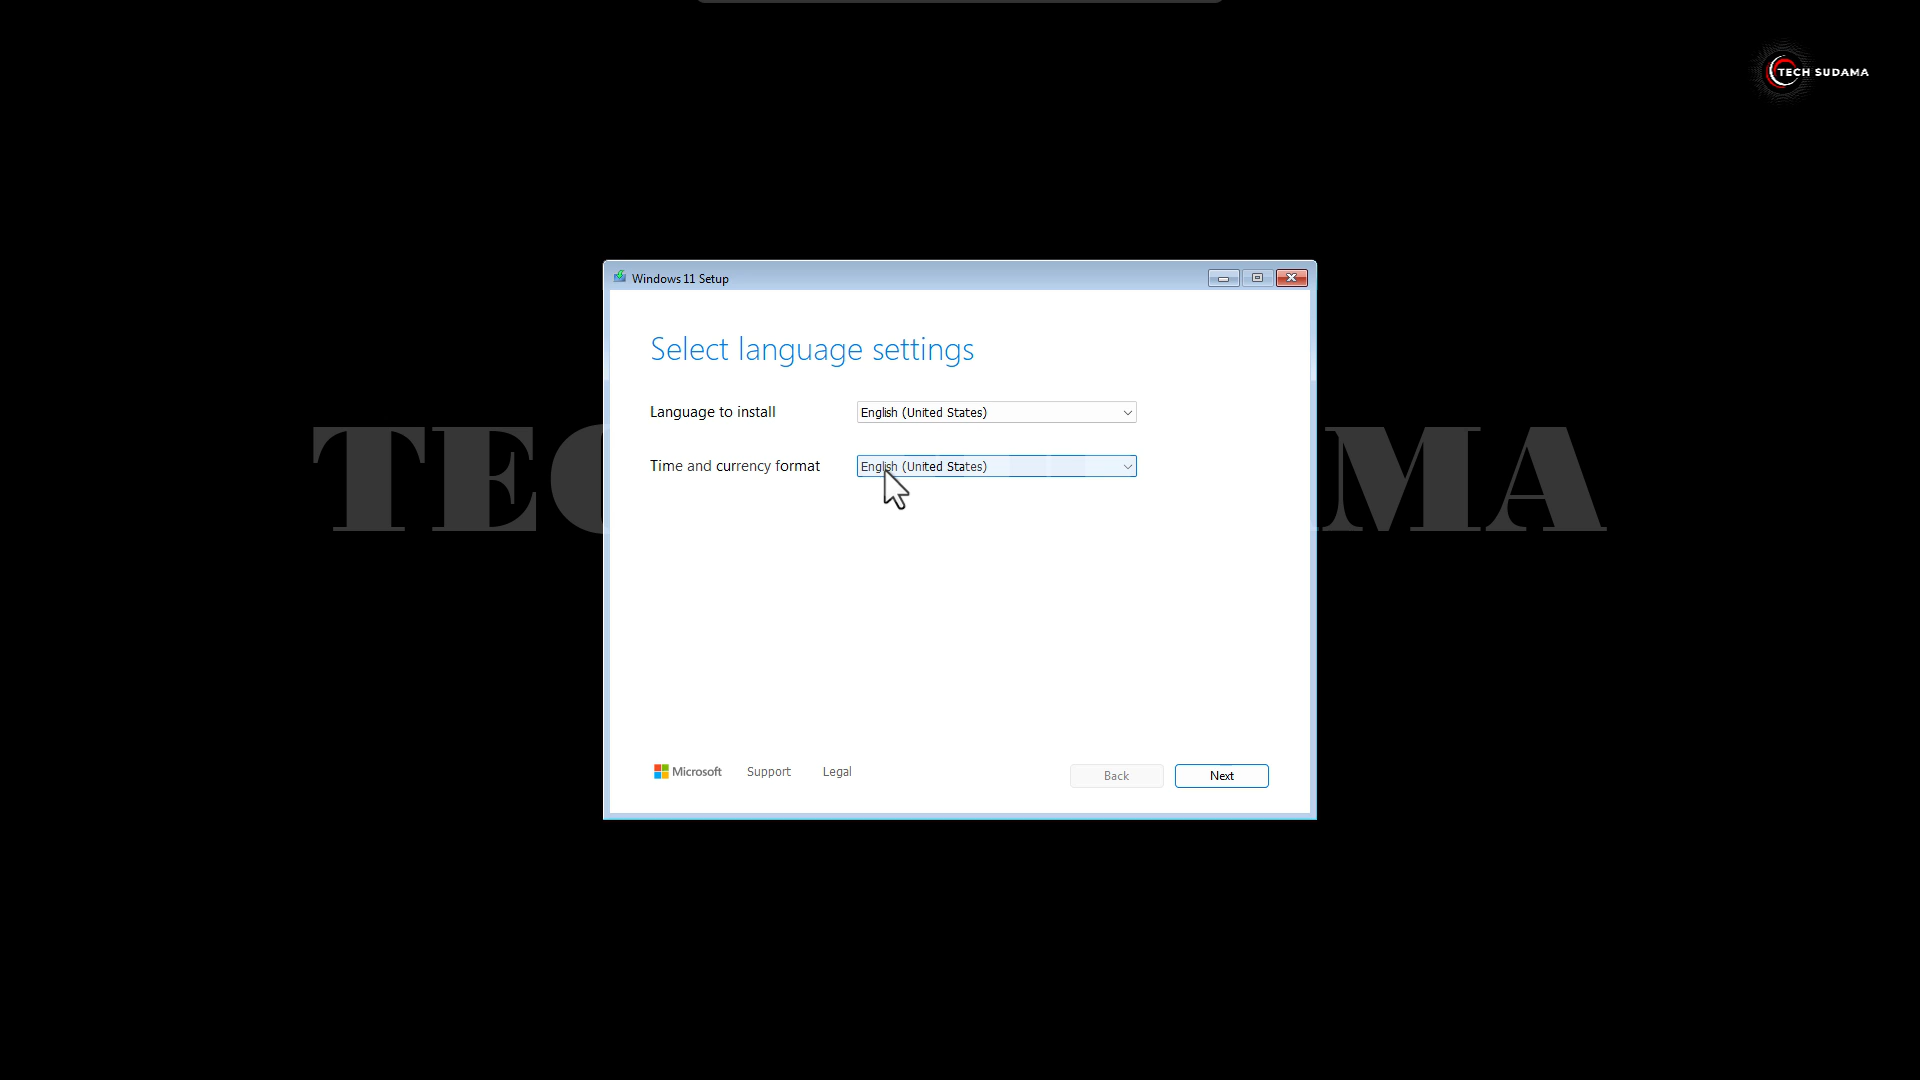 TECH SUDAMA
Windows 11 Setup
Select language settings
Language to install
English (United States)
Time and currency format
English (United States)
Microsoft
Support
Legal
Back
Next